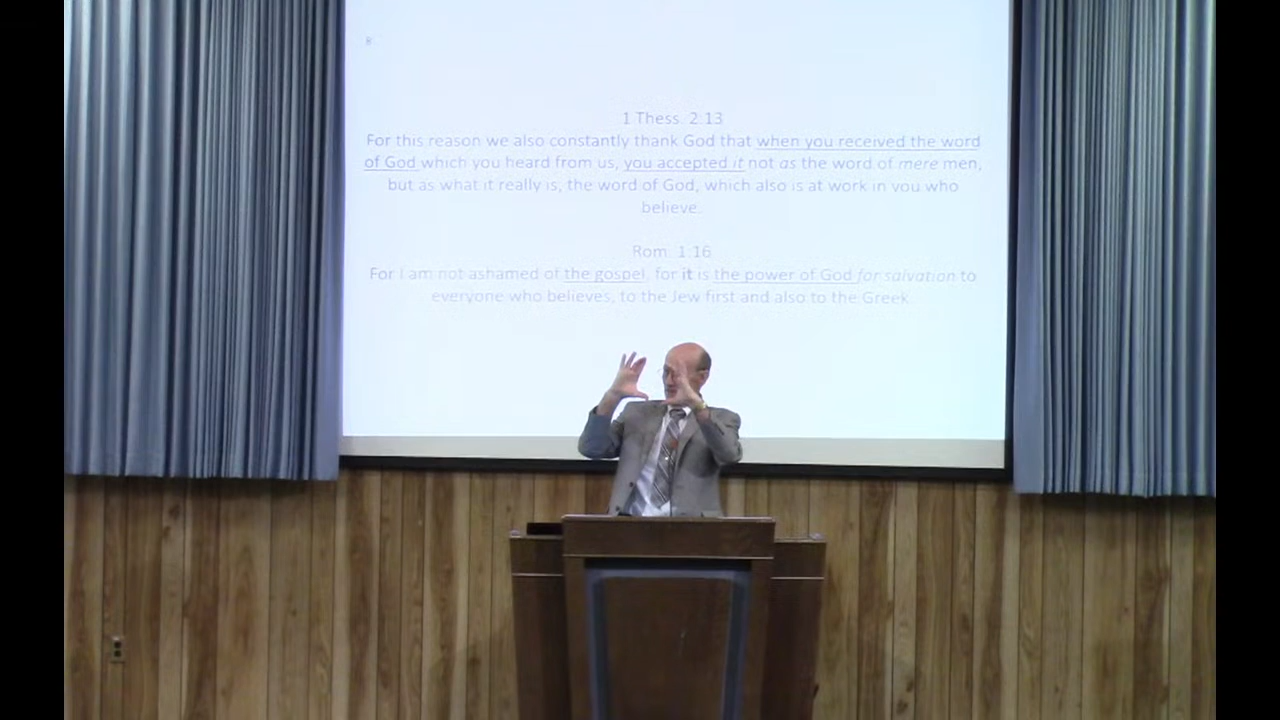 8
1 Thess. 2:13
For this reason we also constantly thank God that when you received the word
of God which you heard from us, you accepted it not as the word of mere men,
but as what it really is, the word of God, which also is at work in you who
believe.
Rom. 1:16
For I am not ashamed of the gospel, for it is the power of God for salvation to
everyone who believes, to the Jew first and also to the Greek